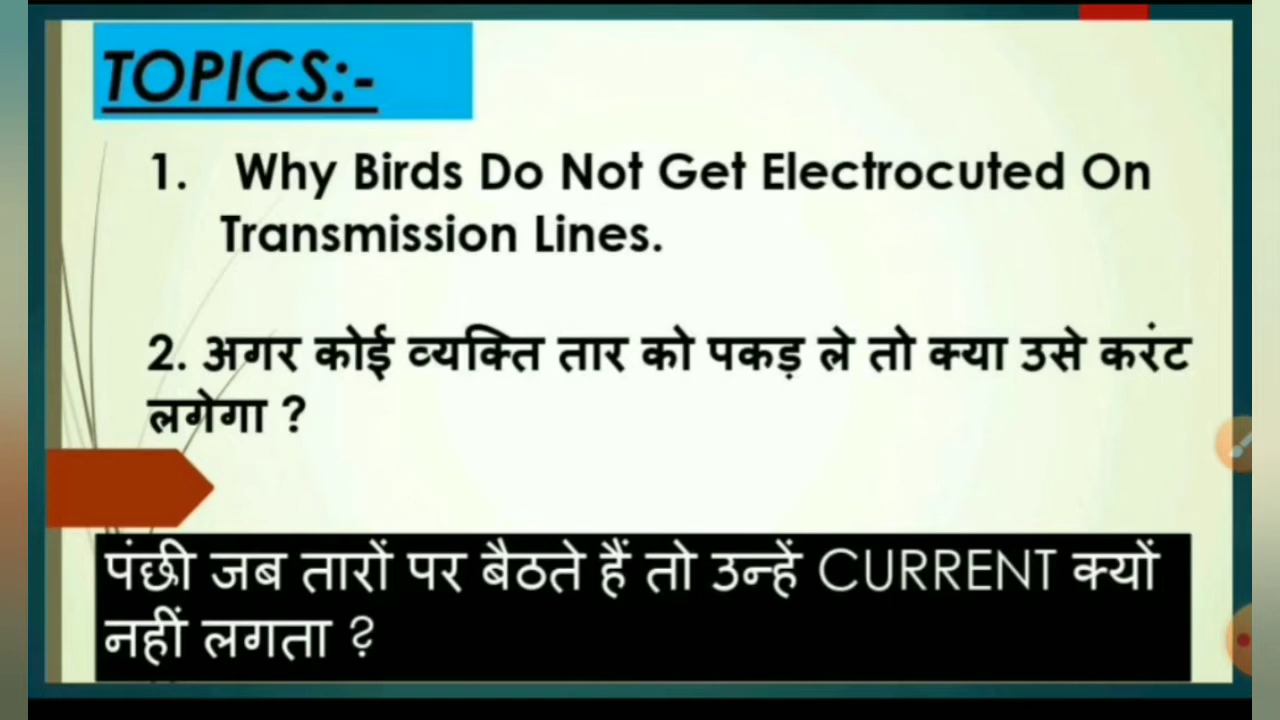 TOPICS:-
1. Why Birds Do Not Get Electrocuted On
Transmission Lines.
2. अगर कोई व्यक्ति तार को पकड़ ले तो क्या उसे करंट
लगेगा ?
पंछी जब तारों पर बैठते हैं तो उन्हें CURRENT क्यों
नहीं लगता ?